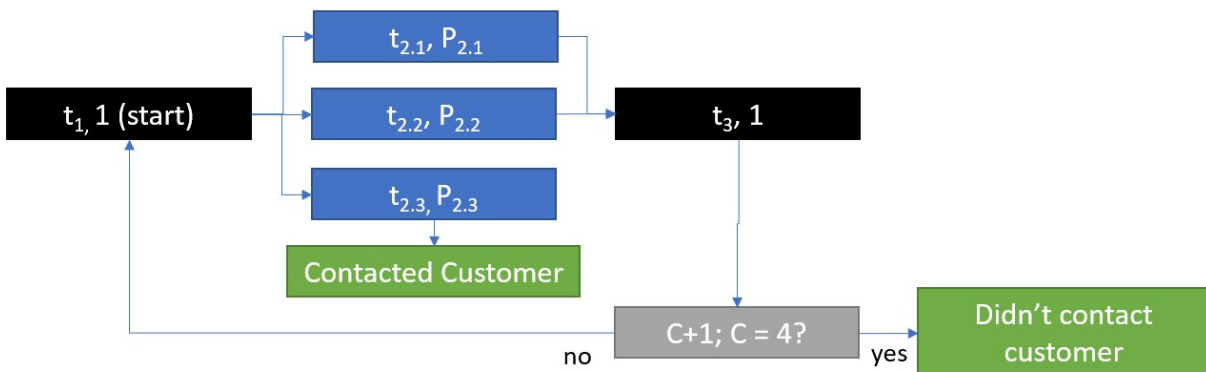 t2.1, P2.1
t1, 1 (start)
t2.2, P2.2
t3, 1
t2.3, P2.3
Contacted Customer
C+1; C = 4?
no
yes
Didn’t contact
customer